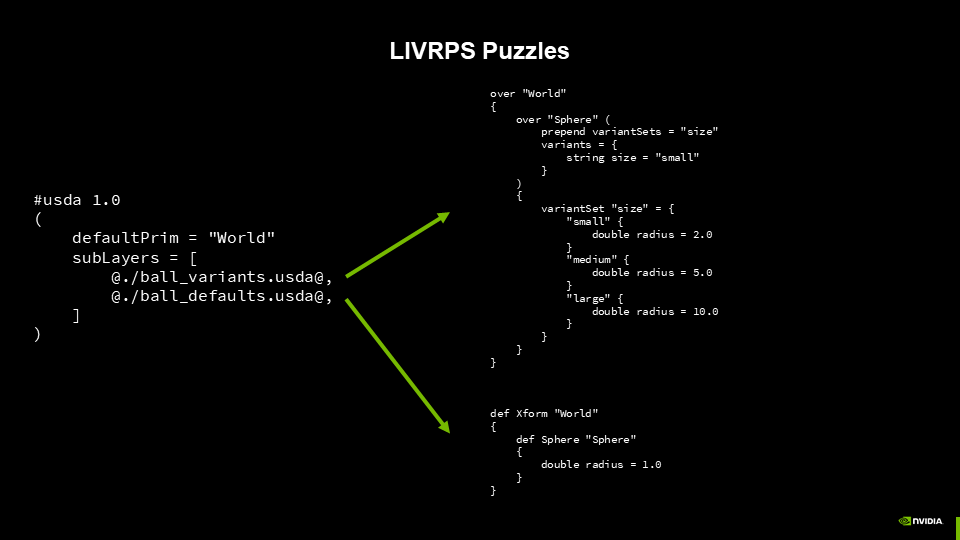 LIVRPS Puzzles
#usda 1.0
(
    defaultPrim = "World"
    subLayers = [
        @./ball_variants.usda@,
        @./ball_defaults.usda@,
    ]
)
over "World"
{
    over "Sphere" (
        prepend variantSets = "size"
        variants = {
            string size = "small"
        }
    )
    {
        variantSet "size" = {
            "small" {
                double radius = 2.0
            }
            "medium" {
                double radius = 5.0
            }
            "large" {
                double radius = 10.0
            }
        }
    }
}
def Xform "World"
{
    def Sphere "Sphere"
    {
        double radius = 1.0
    }
}
NVIDIA